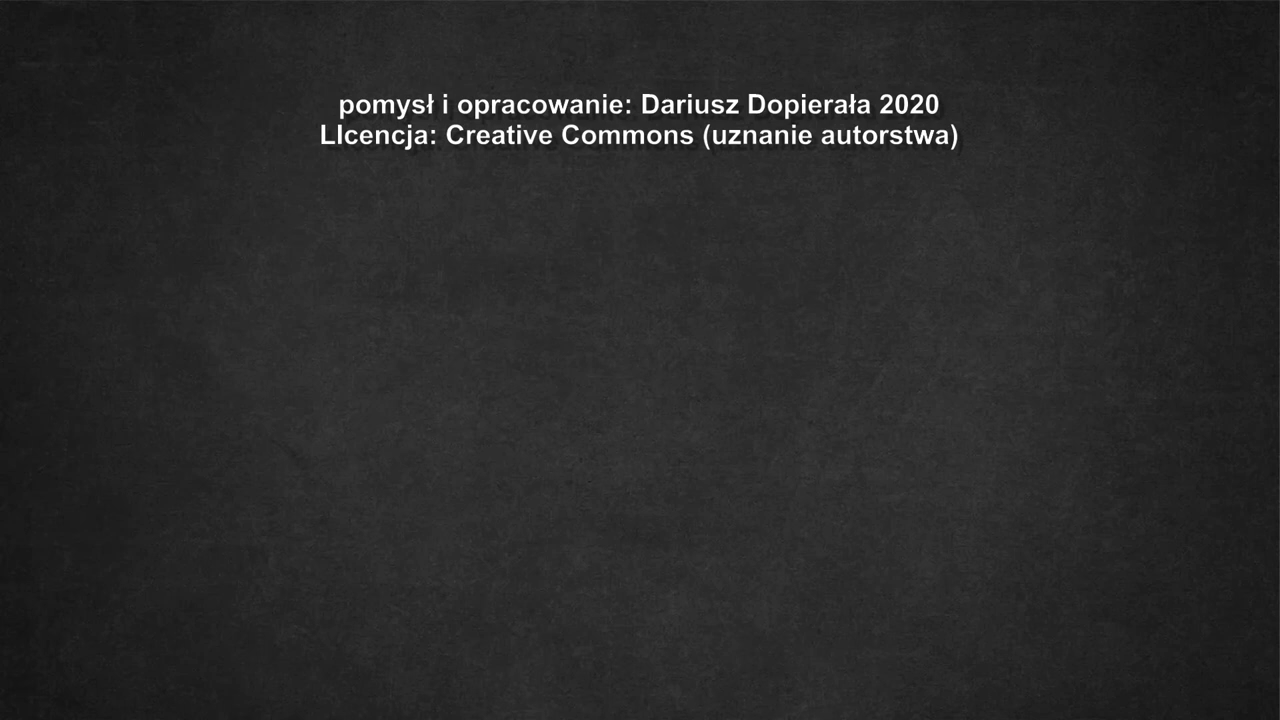 pomysł i opracowanie: Dariusz Dopierała 2020
LIcencja: Creative Commons (uznanie autorstwa)